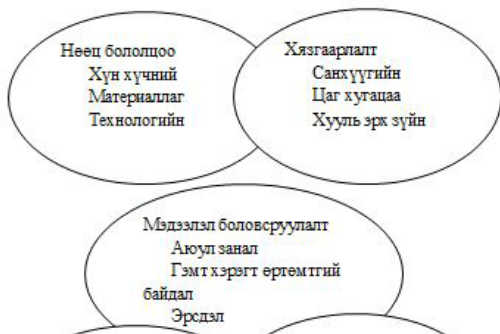 Нөөц бололцоо
Хүн хүчний
Материаллаг
Технологийн
Хязгаарлалт
Санхүүгийн
Цаг хугацаа
Хууль эрх зүйн
Мэдээлэл боловсруулалт
Аюул занал
Гэмт хэрэгт өртөмтгий
байдал
Эрсдэл